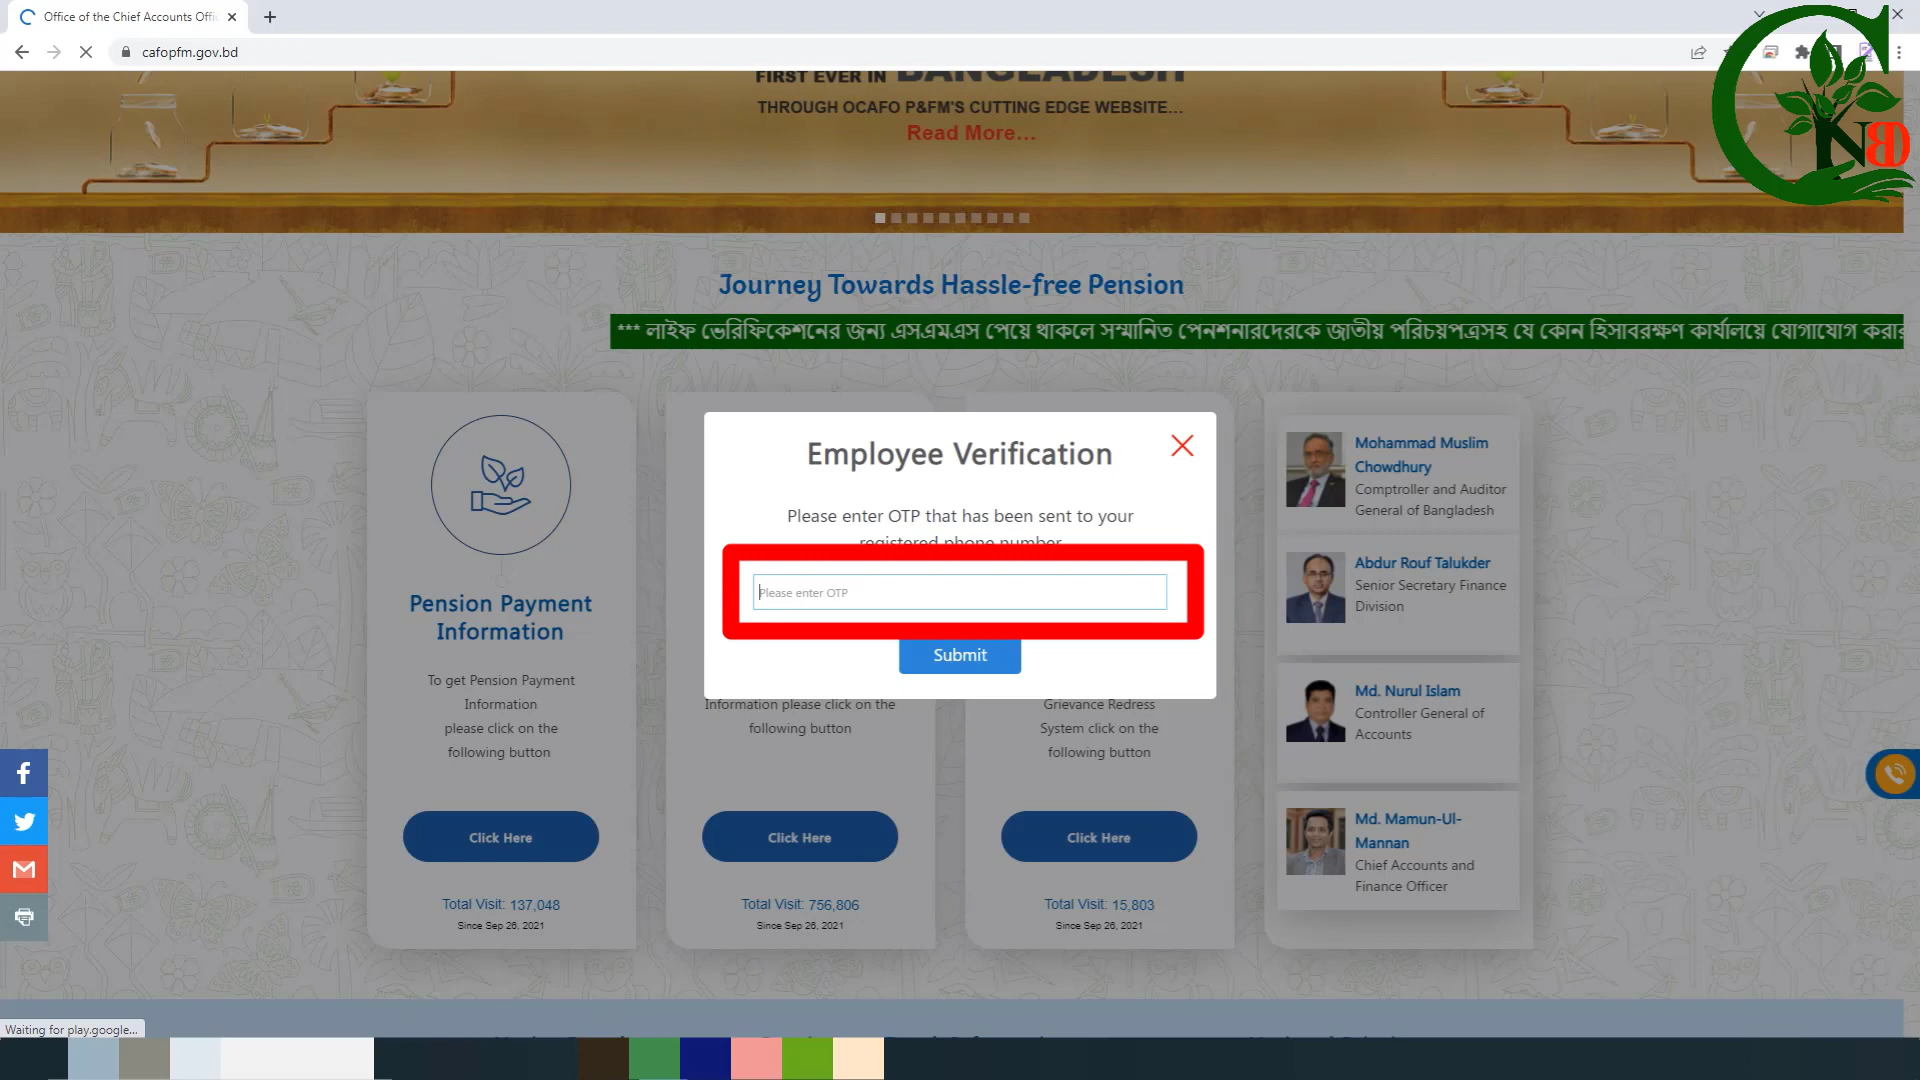 Office of the Chief Accounts Offi
cafopfm.gov.bd
FIRST EVER IN BANGLADESH
THROUGH OCAFO P&FM'S CUTTING EDGE WEBSITE...
Read More...
NBD
Journey Towards Hassle-free Pension
*** লাইফ ভেরিফিকেশনের জন্য এসএমএস পেয়ে থাকলে সম্মানিত পেনশনারদেরকে জাতীয় পরিচয়পত্রসহ যে কোন হিসাবরক্ষণ কার্যালয়ে যোগাযোগ করার
Employee Verification
Please enter OTP that has been sent to your
registered phone number
Please enter OTP
Submit
Pension Payment
Information
To get Pension Payment
Information
please click on the
following button
Click Here
Total Visit: 137,048
Since Sep 26, 2021
Information please click on the
following button
Click Here
Total Visit: 756,806
Since Sep 26, 2021
Grievance Redress
System click on the
following button
Click Here
Total Visit: 15,803
Since Sep 26, 2021
Mohammad Muslim
Chowdhury
Comptroller and Auditor
General of Bangladesh
Abdur Rouf Talukder
Senior Secretary Finance
Division
Md. Nurul Islam
Controller General of
Accounts
Md. Mamun-Ul-
Mannan
Chief Accounts and
Finance Officer
Waiting for play.google...